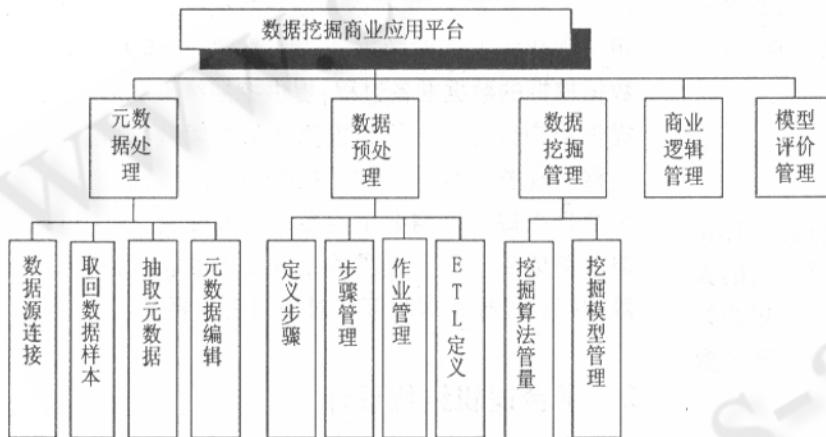 数据挖掘商业应用平台
元数
据处
理
数据
预处
理
数据
挖掘
管理
商业
逻辑
管理
模型
评价
管理
数据源连接
取回数据样本
抽取元数据
元数据编辑
定义步骤
步骤管理
作业管理
ETL定义
挖掘算法管量
挖掘模型管理
www.c
s-a